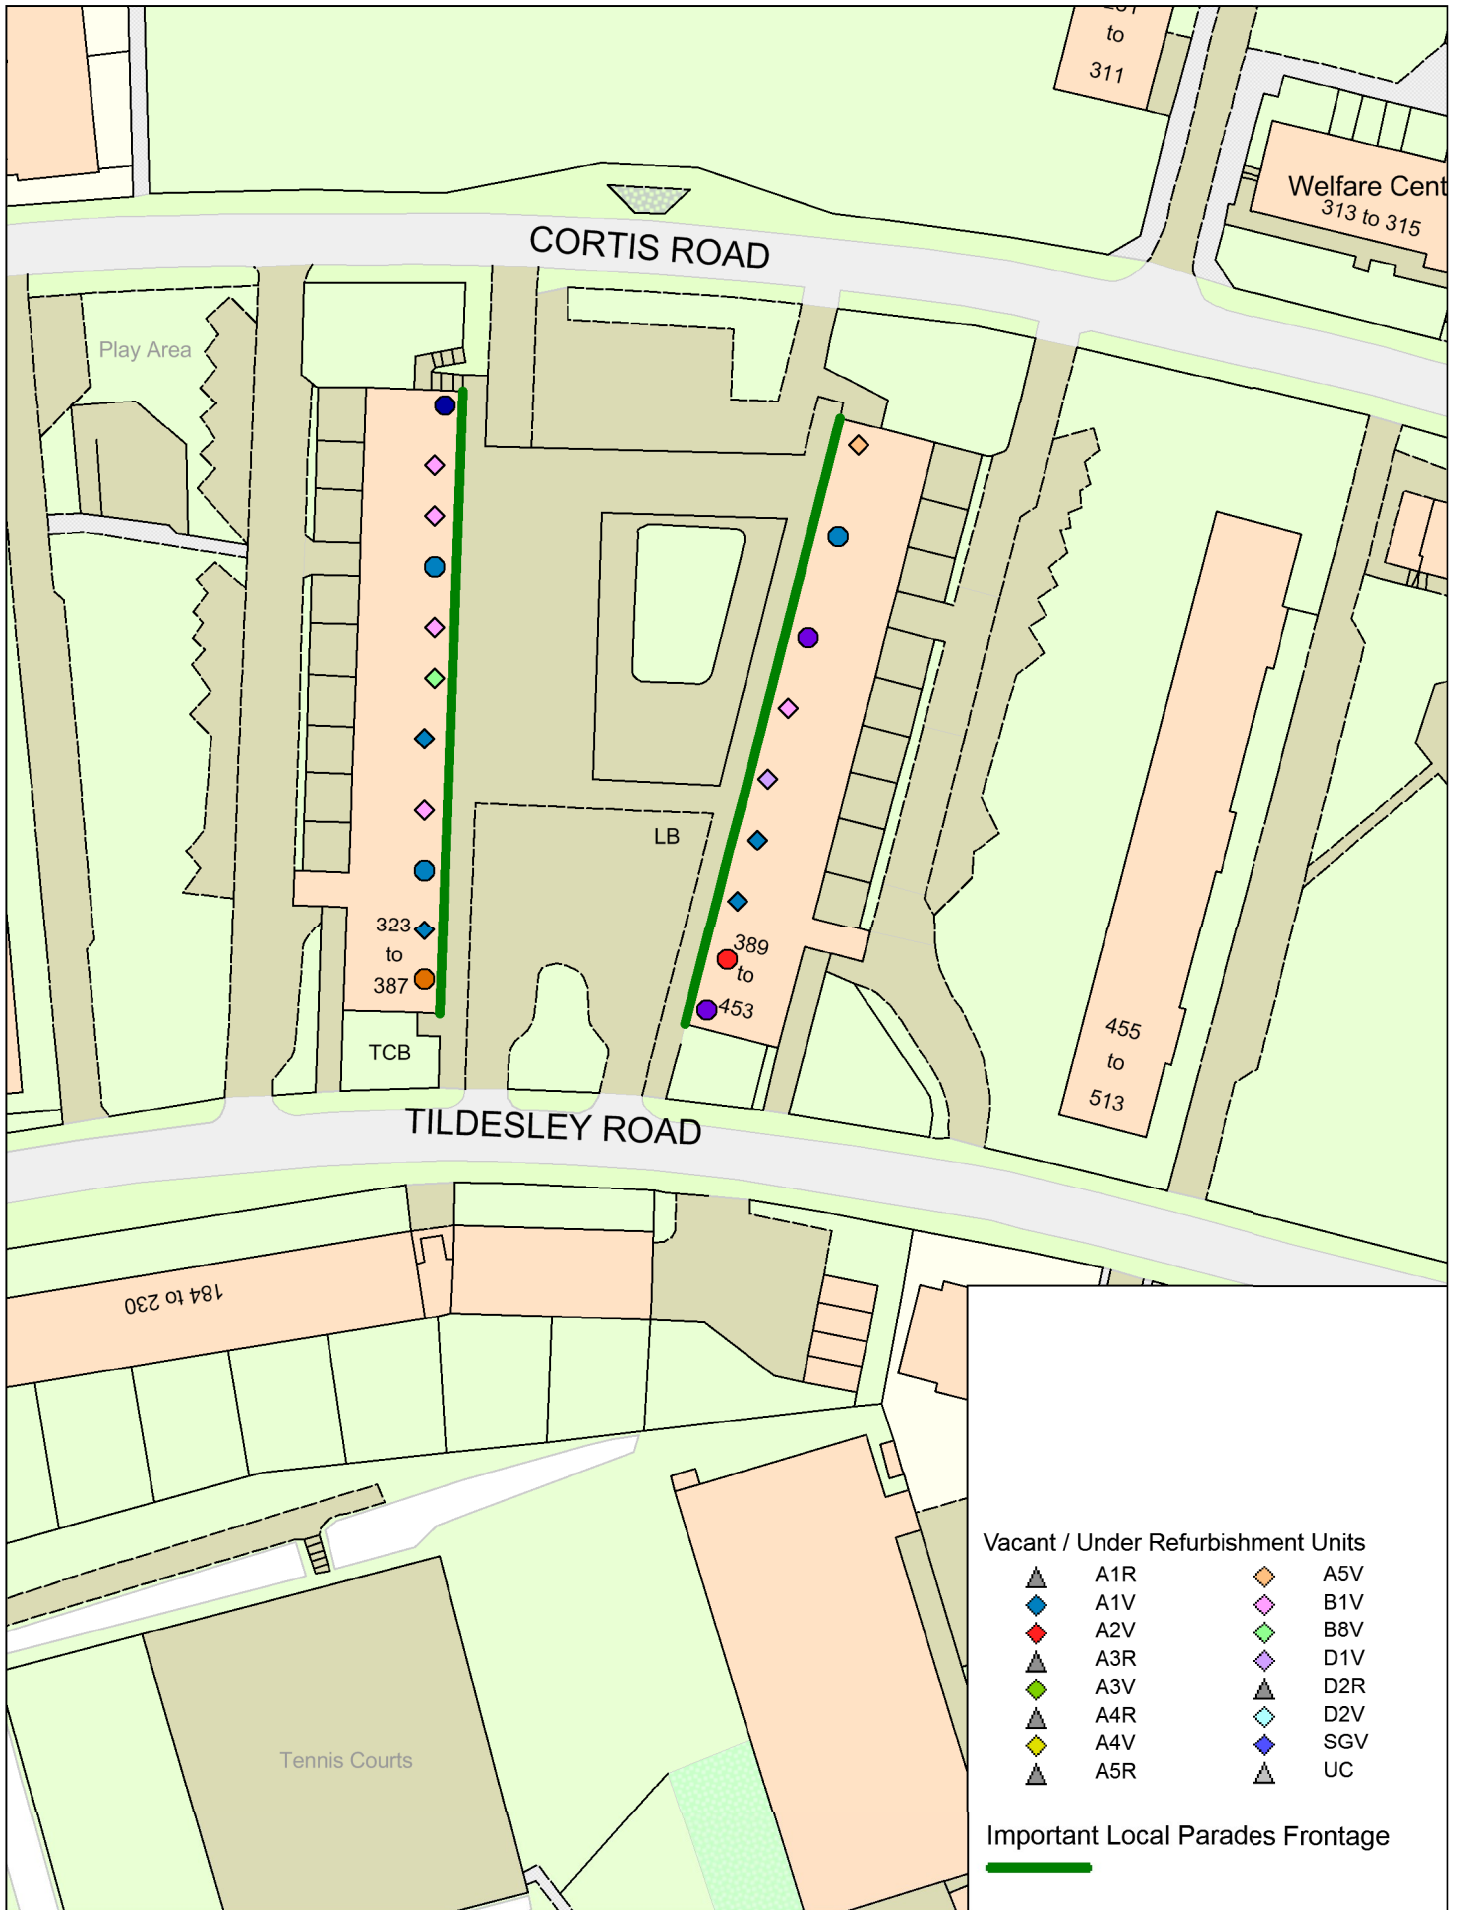 to
311
Welfare Cent
313 to 315
CORTIS ROAD
Play Area
LB
323
to
387
389
to
453
TCB
455
to
513
TILDESLEY ROAD
184 to 230
Vacant / Under Refurbishment Units
A1R A5V
A1V B1V
A2V B8V
A3R D1V
A3V D2R
A4R D2V
A4V SGV
A5R UC
Important Local Parades Frontage
Tennis Courts